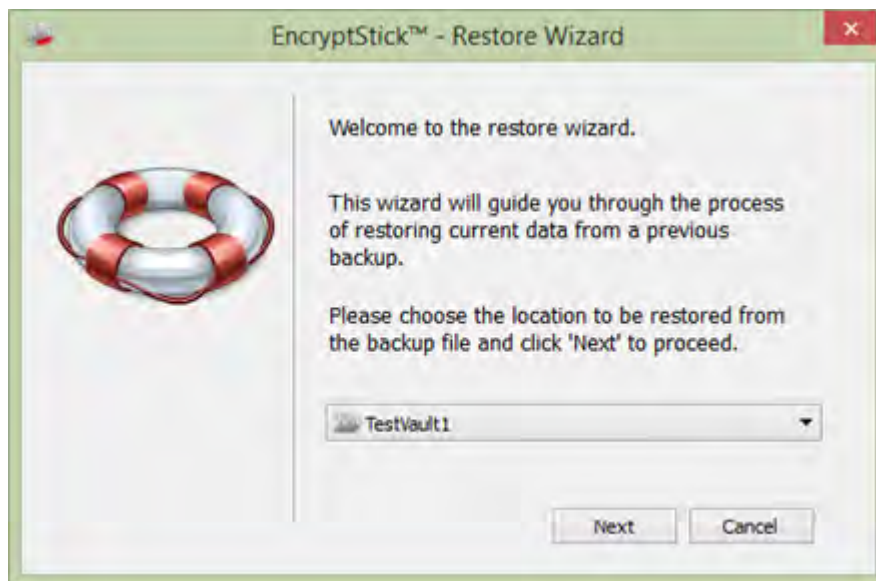 EncryptStick™ - Restore Wizard
Welcome to the restore wizard.
This wizard will guide you through the process
of restoring current data from a previous
backup.
Please choose the location to be restored from
the backup file and click 'Next' to proceed.
TestVault1
Next
Cancel